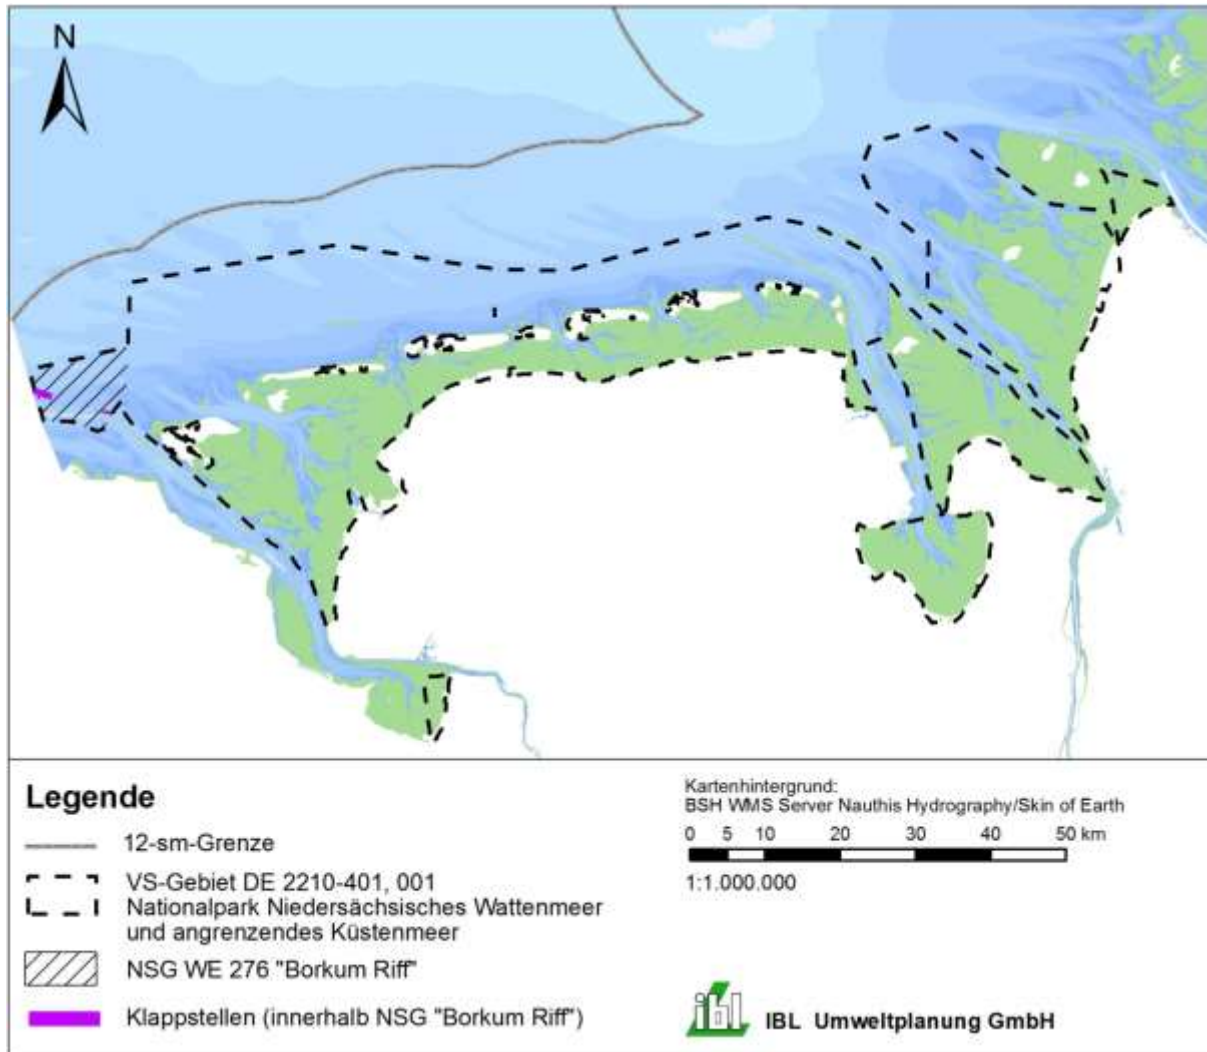 N
Legende
12-sm-Grenze
VS-Gebiet DE 2210-401, 001
Nationalpark Niedersächsisches Wattenmeer
und angrenzendes Küstenmeer
NSG WE 276 "Borkum Riff"
Klappstellen (innerhalb NSG "Borkum Riff")
Kartenhintergrund:
BSH WMS Server Nauthis Hydrography/Skin of Earth
0 5 10 20 30 40 50 km
1:1.000.000
ibl IBL Umweltplanung GmbH